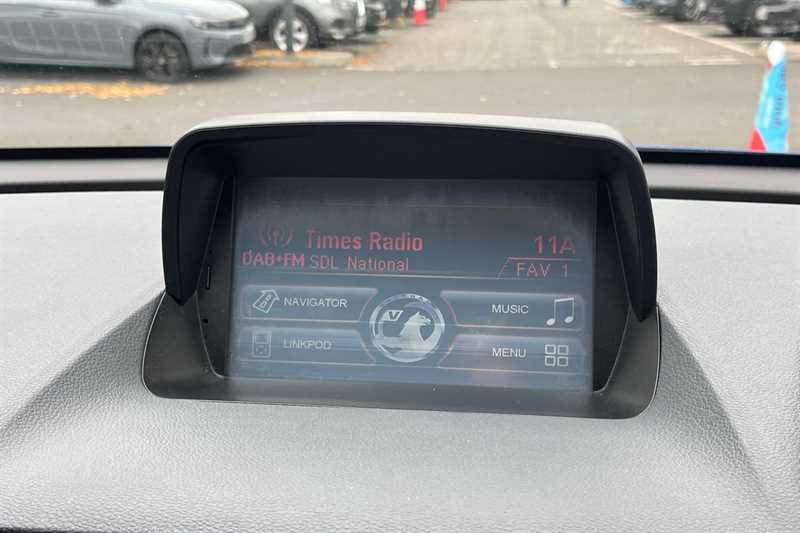 Times Radio
11A
DAB+FM SDL National
FAV 1
NAVIGATOR
MUSIC
LINKPOD
MENU